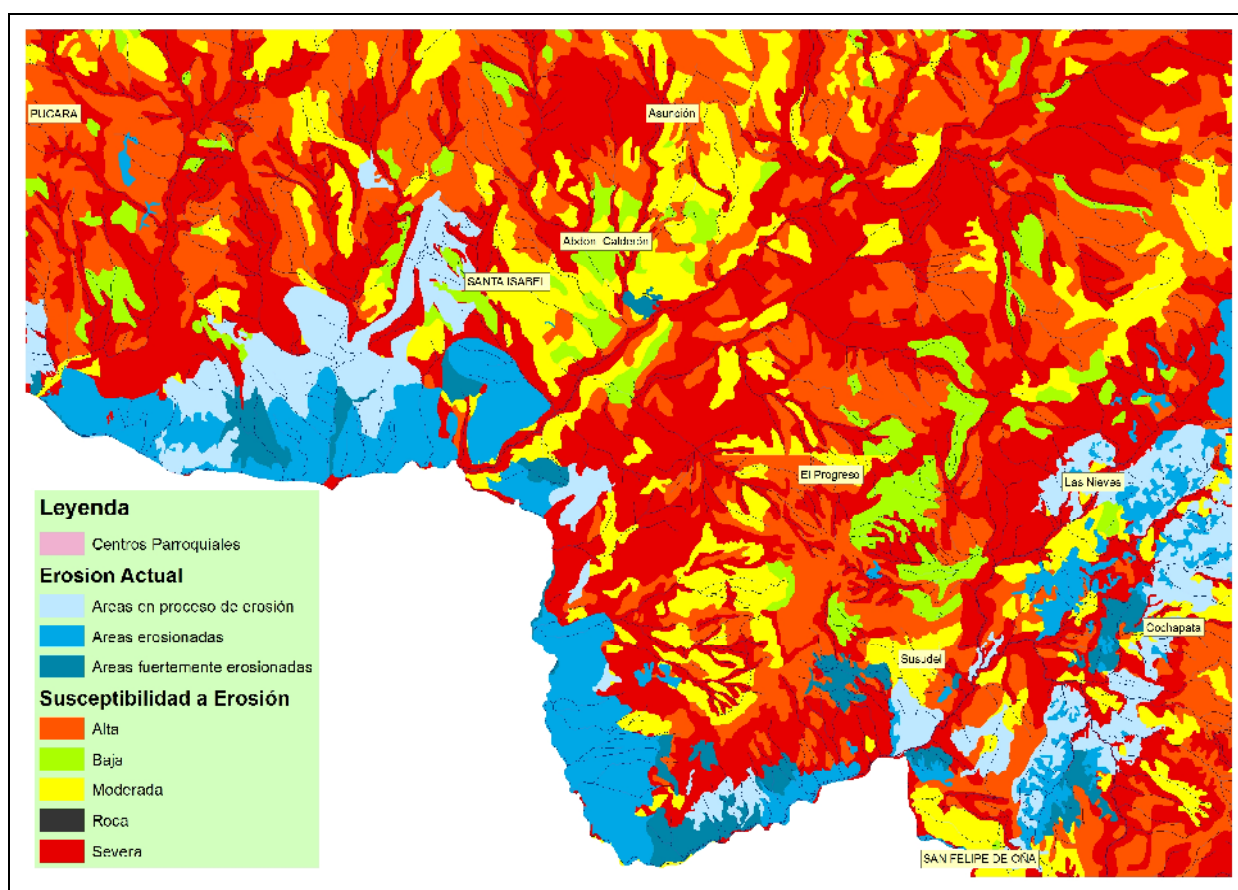 PUCARA
Asunción
Abdon Calderón
SANTA ISABEL
El Progreso
Las Nieves
Cochapata
Susudel
SAN FELIPE DE OÑA
Leyenda
Centros Parroquiales
Erosion Actual
Areas en proceso de erosión
Areas erosionadas
Areas fuertemente erosionadas
Susceptibilidad a Erosión
Alta
Baja
Moderada
Roca
Severa